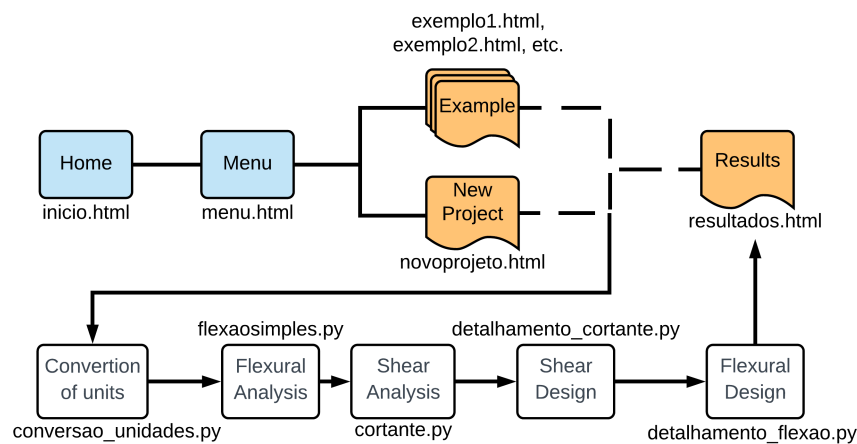 exemplo1.html,
exemplo2.html, etc.
Example
Home
Menu
Results
inicio.html
menu.html
New
Project
resultados.html
novoprojeto.html
flexaosimples.py
detalhamento_cortante.py
Convertion
of units
Flexural
Analysis
Shear
Analysis
Shear
Design
Flexural
Design
conversao_unidades.py
cortante.py
detalhamento_flexao.py